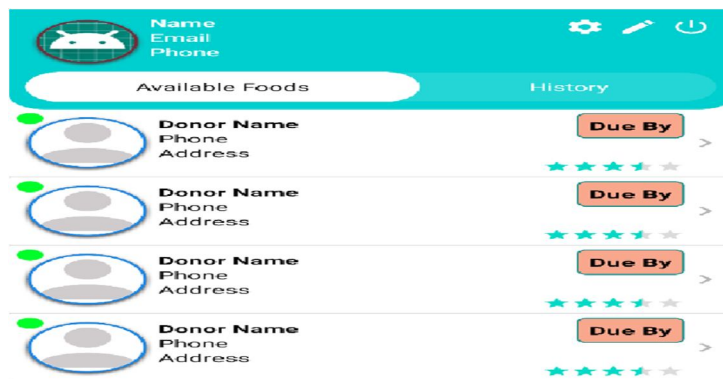 Name
Email
Phone
Available Foods History
Donor Name Due By
Phone
Address
Donor Name Due By
Phone
Address
Donor Name Due By
Phone
Address
Donor Name Due By
Phone
Address